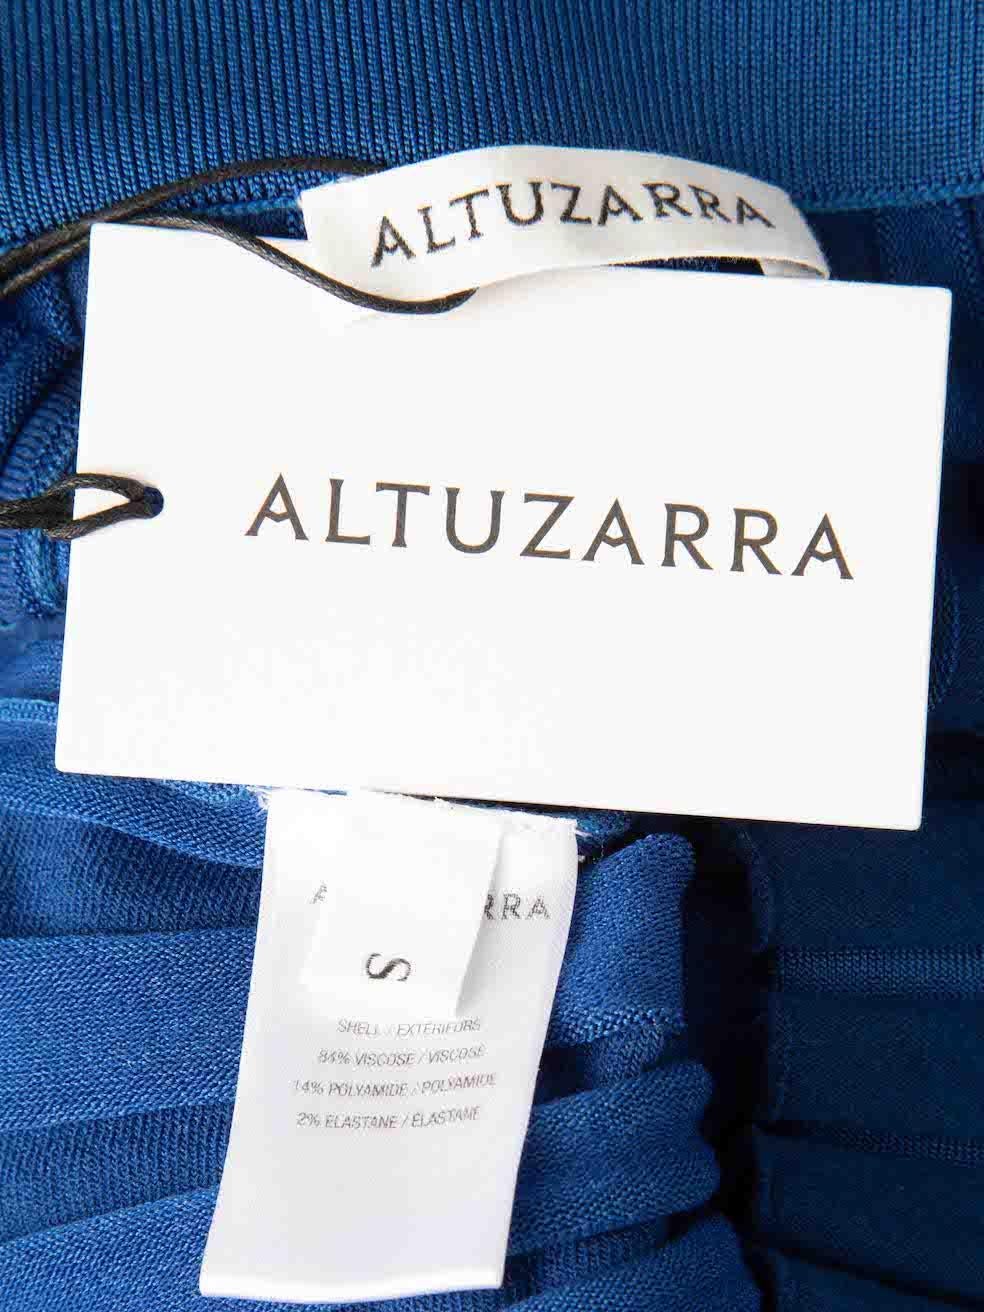 ALTUZARRA
ALTUZARRA
A RRA
S
SHELL / EXTÉRIEURS
84% VISCOSE / VISCOSE
14% POLYAMIDE / POLYAMIDE
2% ELASTANE / ÉLASTANE